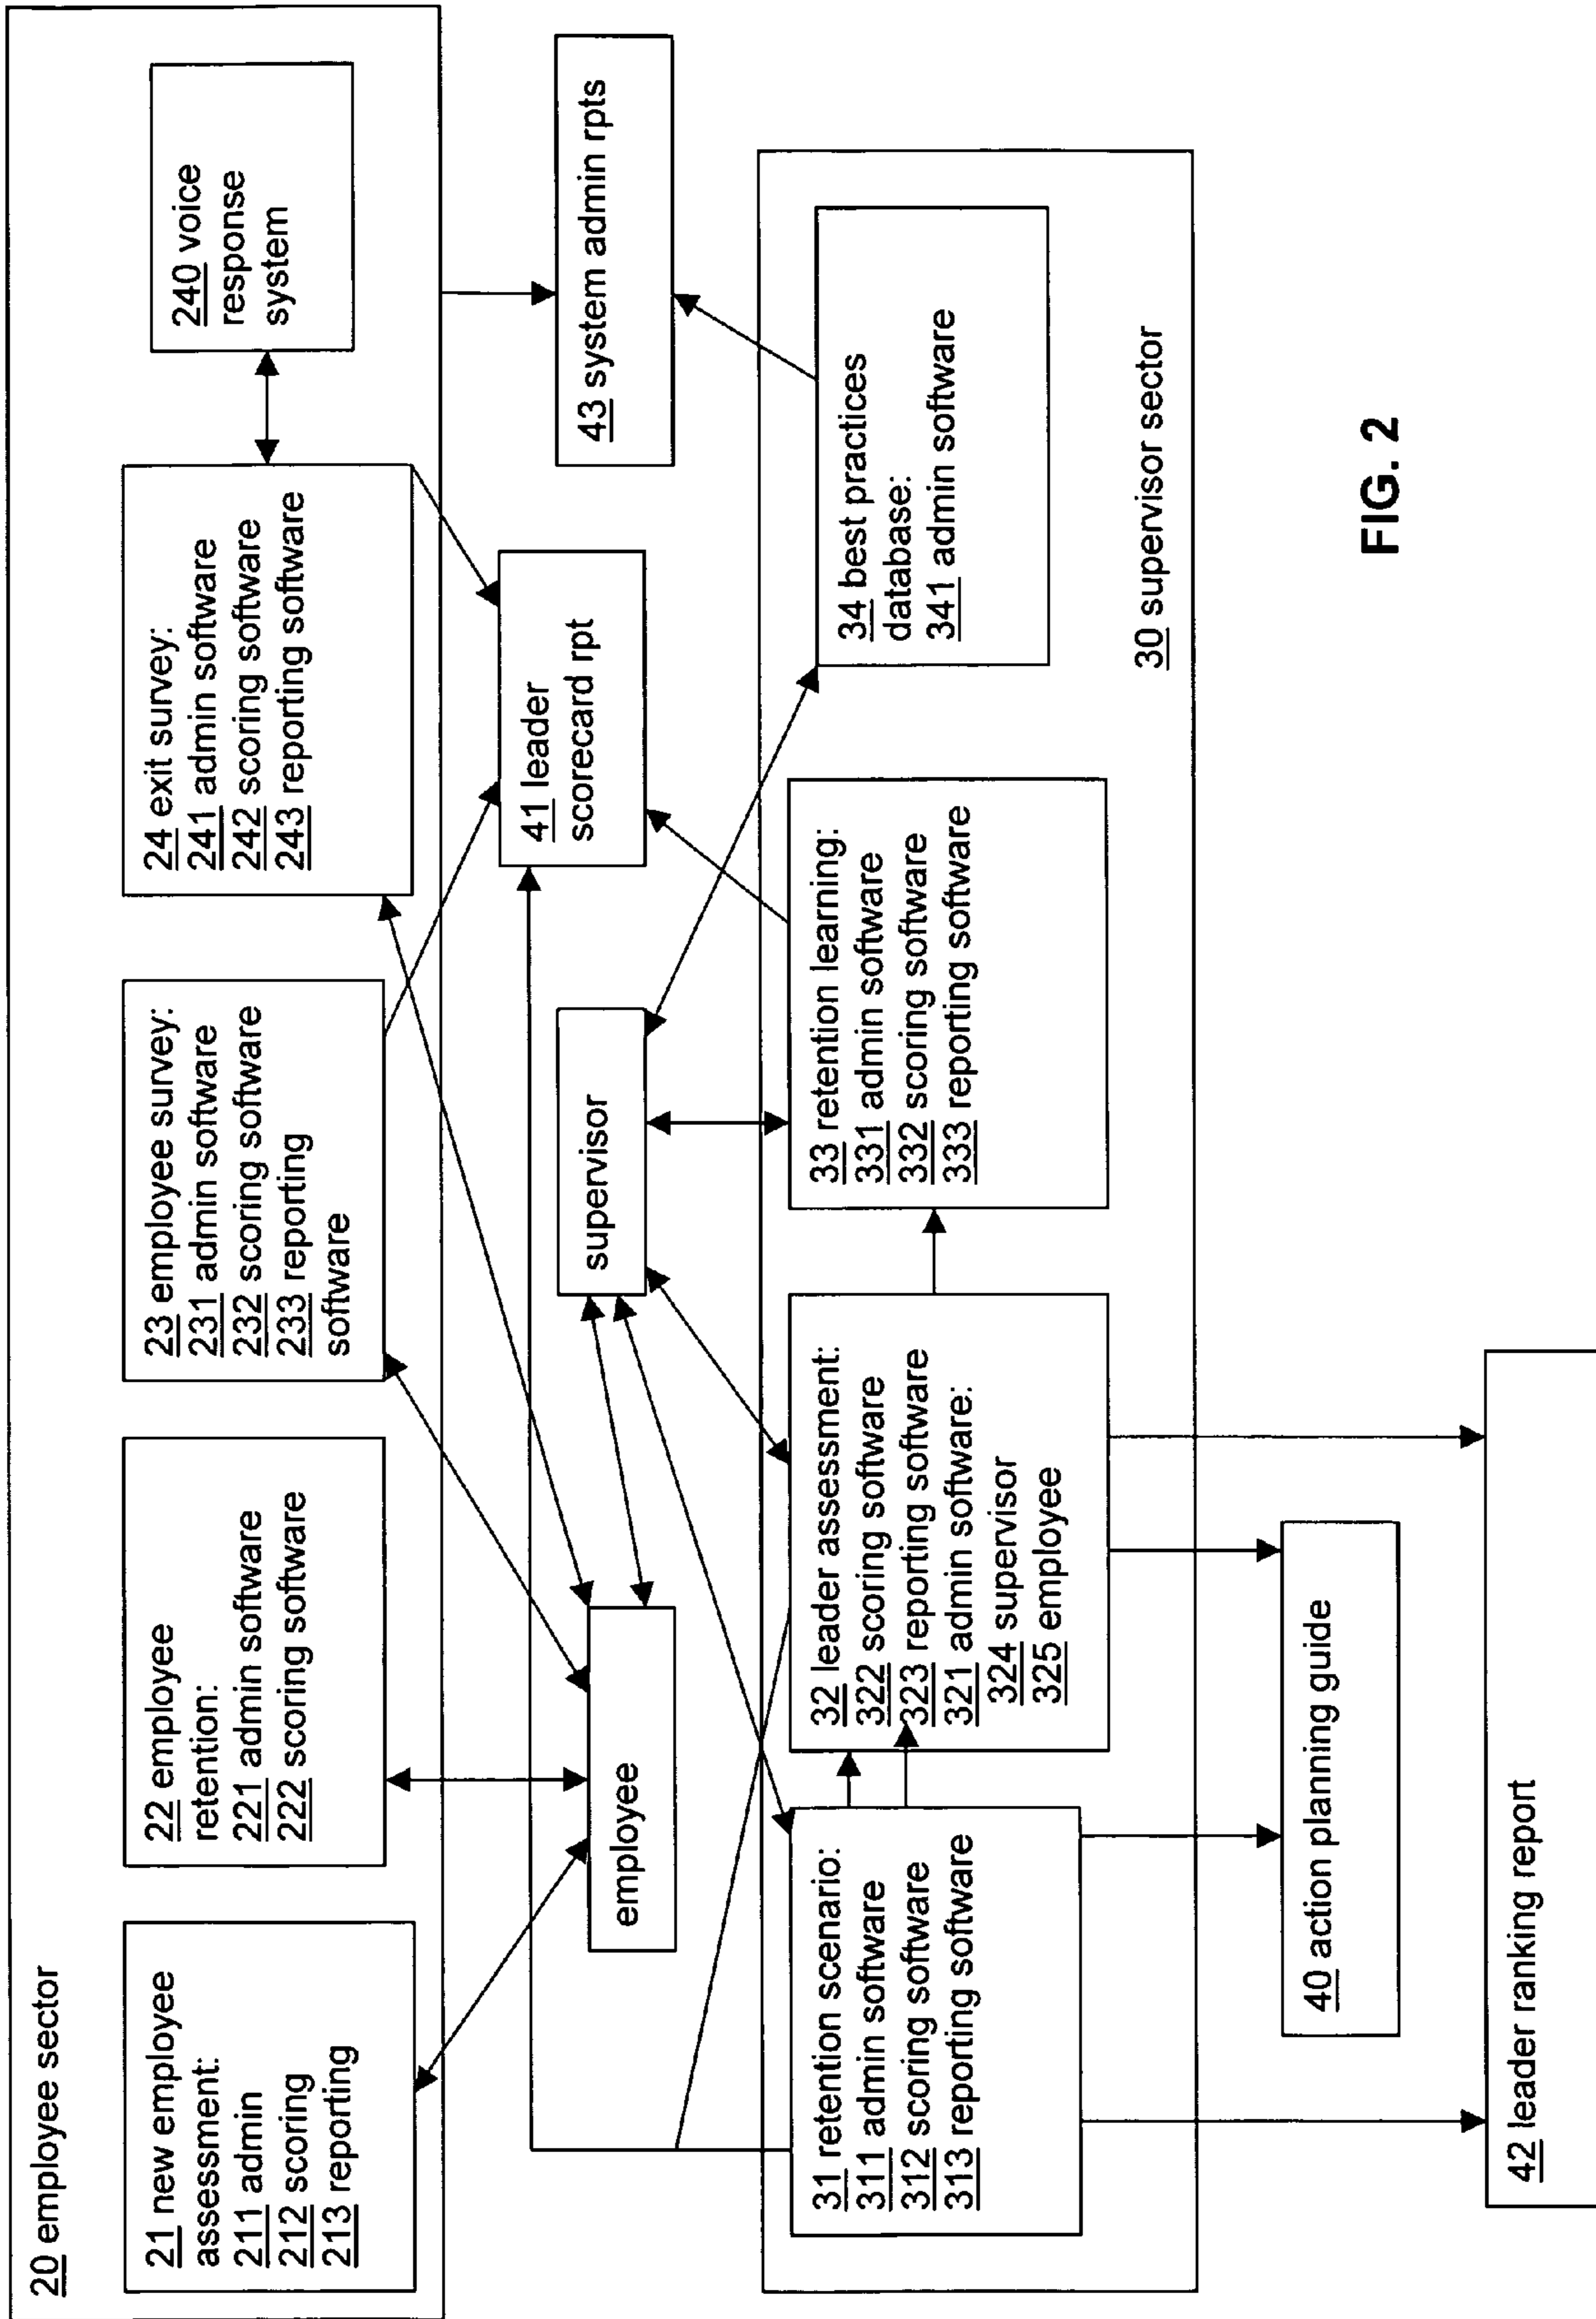 20 employee sector
21 new employee
assessment:
211 admin
212 scoring
213 reporting
22 employee
retention:
221 admin software
222 scoring software
23 employee survey:
231 admin software
232 scoring software
233 reporting
software
24 exit survey:
241 admin software
242 scoring software
243 reporting software
240 voice
response
system
employee
supervisor
41 leader
scorecard rpt
43 system admin rpts
31 retention scenario:
311 admin software
312 scoring software
313 reporting software
32 leader assessment:
322 scoring software
323 reporting software
321 admin software:
324 supervisor
325 employee
33 retention learning:
331 admin software
332 scoring software
333 reporting software
34 best practices
database:
341 admin software
30 supervisor sector
40 action planning guide
42 leader ranking report
FIG. 2